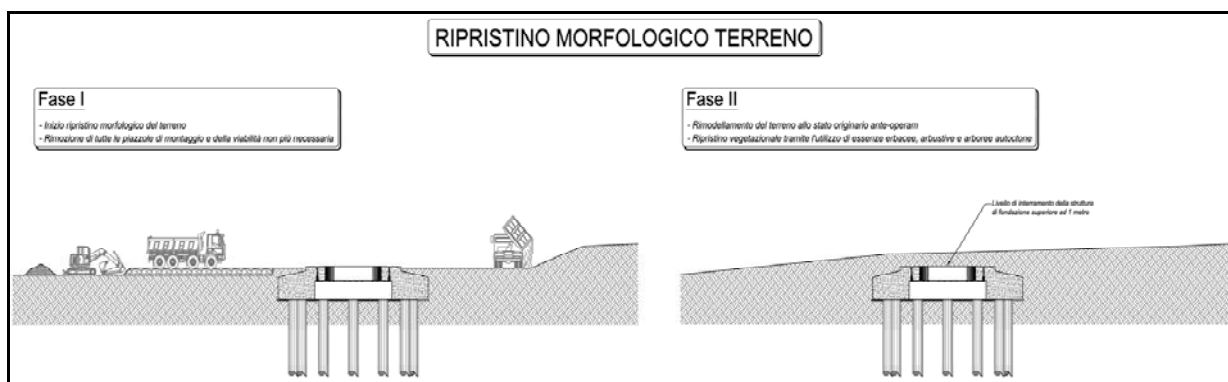 RIPRISTINO MORFOLOGICO TERRENO
Fase I
- Inizio ripristino morfologico del terreno
- Rimozione di tutte le piazzole di montaggio e della viabilità non più necessaria
Fase II
- Rimodellamento del terreno allo stato originario ante-operam
- Ripristino vegetazionale tramite l'utilizzo di essenze erbacee, arbustive e arboree autoctone
Livello di interramento della struttura
di fondazione superiore ad 1 metro